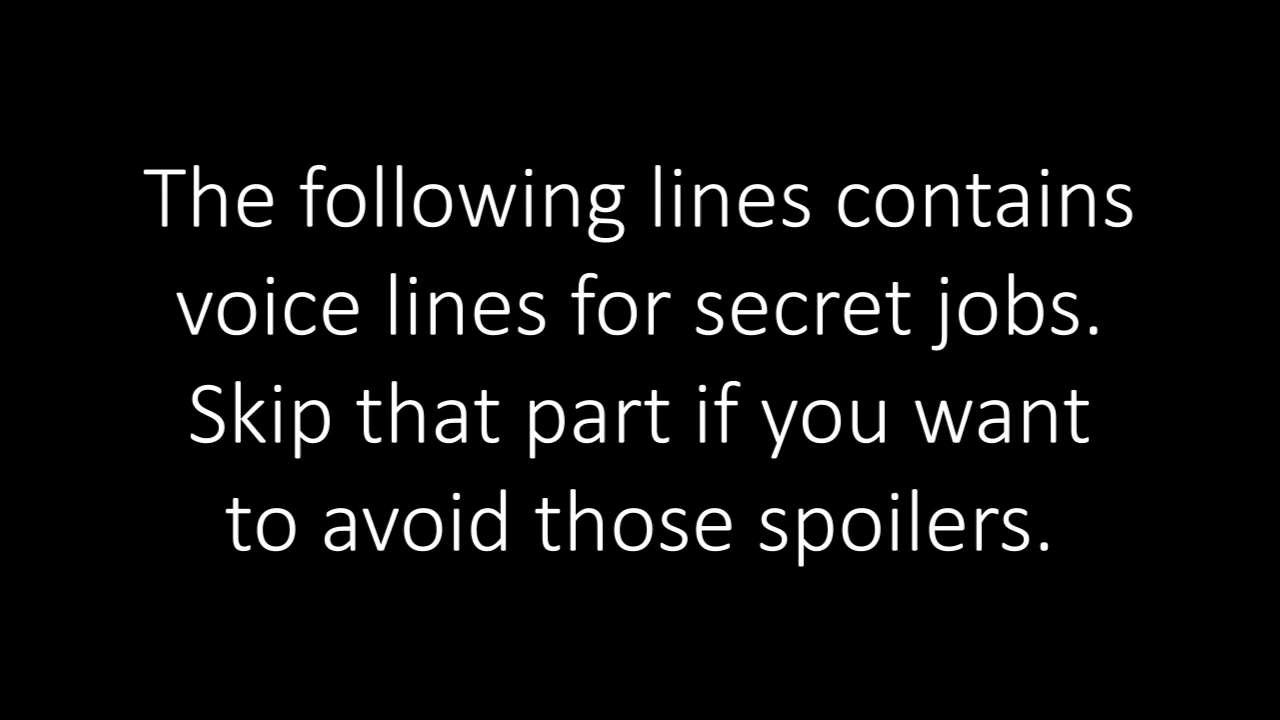 The following lines contains
voice lines for secret jobs.
Skip that part if you want
to avoid those spoilers.